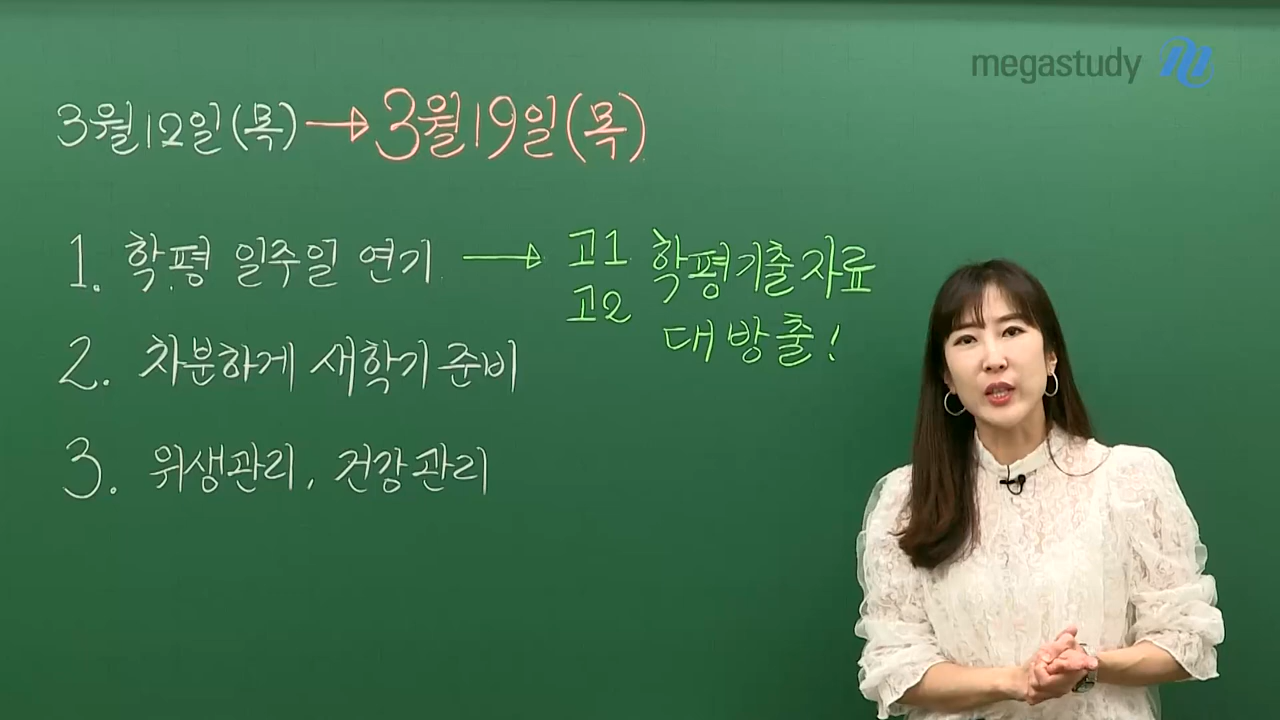 megastudy
3월 12일(목) → 3월 19일(목)
1. 학평 일주일 연기 → 고1 학평기출자료
고2 대방출!
2. 차분하게 새학기 준비
3. 위생관리, 건강관리